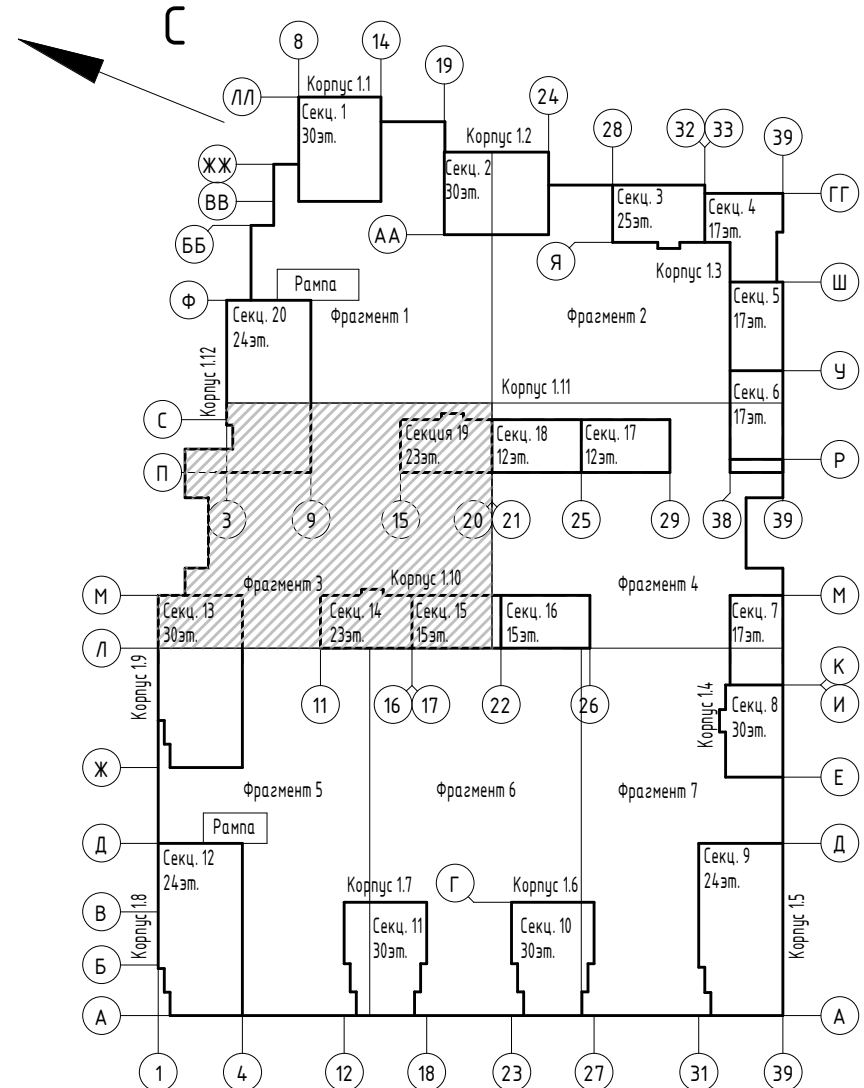 С
8
14
19
24
28
32
33
39
ЛЛ
Корпус 1.1
Секц. 1
30эт.
Корпус 1.2
Секц. 2
30эт.
ЖЖ
ВВ
ББ
АА
Секц. 3
25эт.
Секц. 4
17эт.
ГГ
Я
Корпус 1.3
Ш
Рампа
Ф
Секц. 20
24эт.
Фрагмент 1
Фрагмент 2
Секц. 5
17эт.
Корпус 1.12
У
Корпус 1.11
Секц. 6
17эт.
С
Секция 19
23эт.
Секц. 18
12эт.
Секц. 17
12эт.
П
Р
3
9
15
20
21
25
29
38
39
Фрагмент 3
Корпус 1.10
Фрагмент 4
М
Секц. 13
30эт.
Секц. 14
23эт.
Секц. 15
15эт.
Секц. 16
15эт.
Секц. 7
17эт.
М
Л
К
И
Корпус 1.9
11
16
17
22
26
Корпус 1.4
Секц. 8
30эт.
Ж
Е
Фрагмент 5
Фрагмент 6
Фрагмент 7
Рампа
Д
Секц. 12
24эт.
Секц. 9
24эт.
Д
Корпус 1.7
Г
Корпус 1.6
В
Корпус 1.8
Секц. 11
30эт.
Секц. 10
30эт.
Корпус 1.5
Б
А
А
1
4
12
18
23
27
31
39